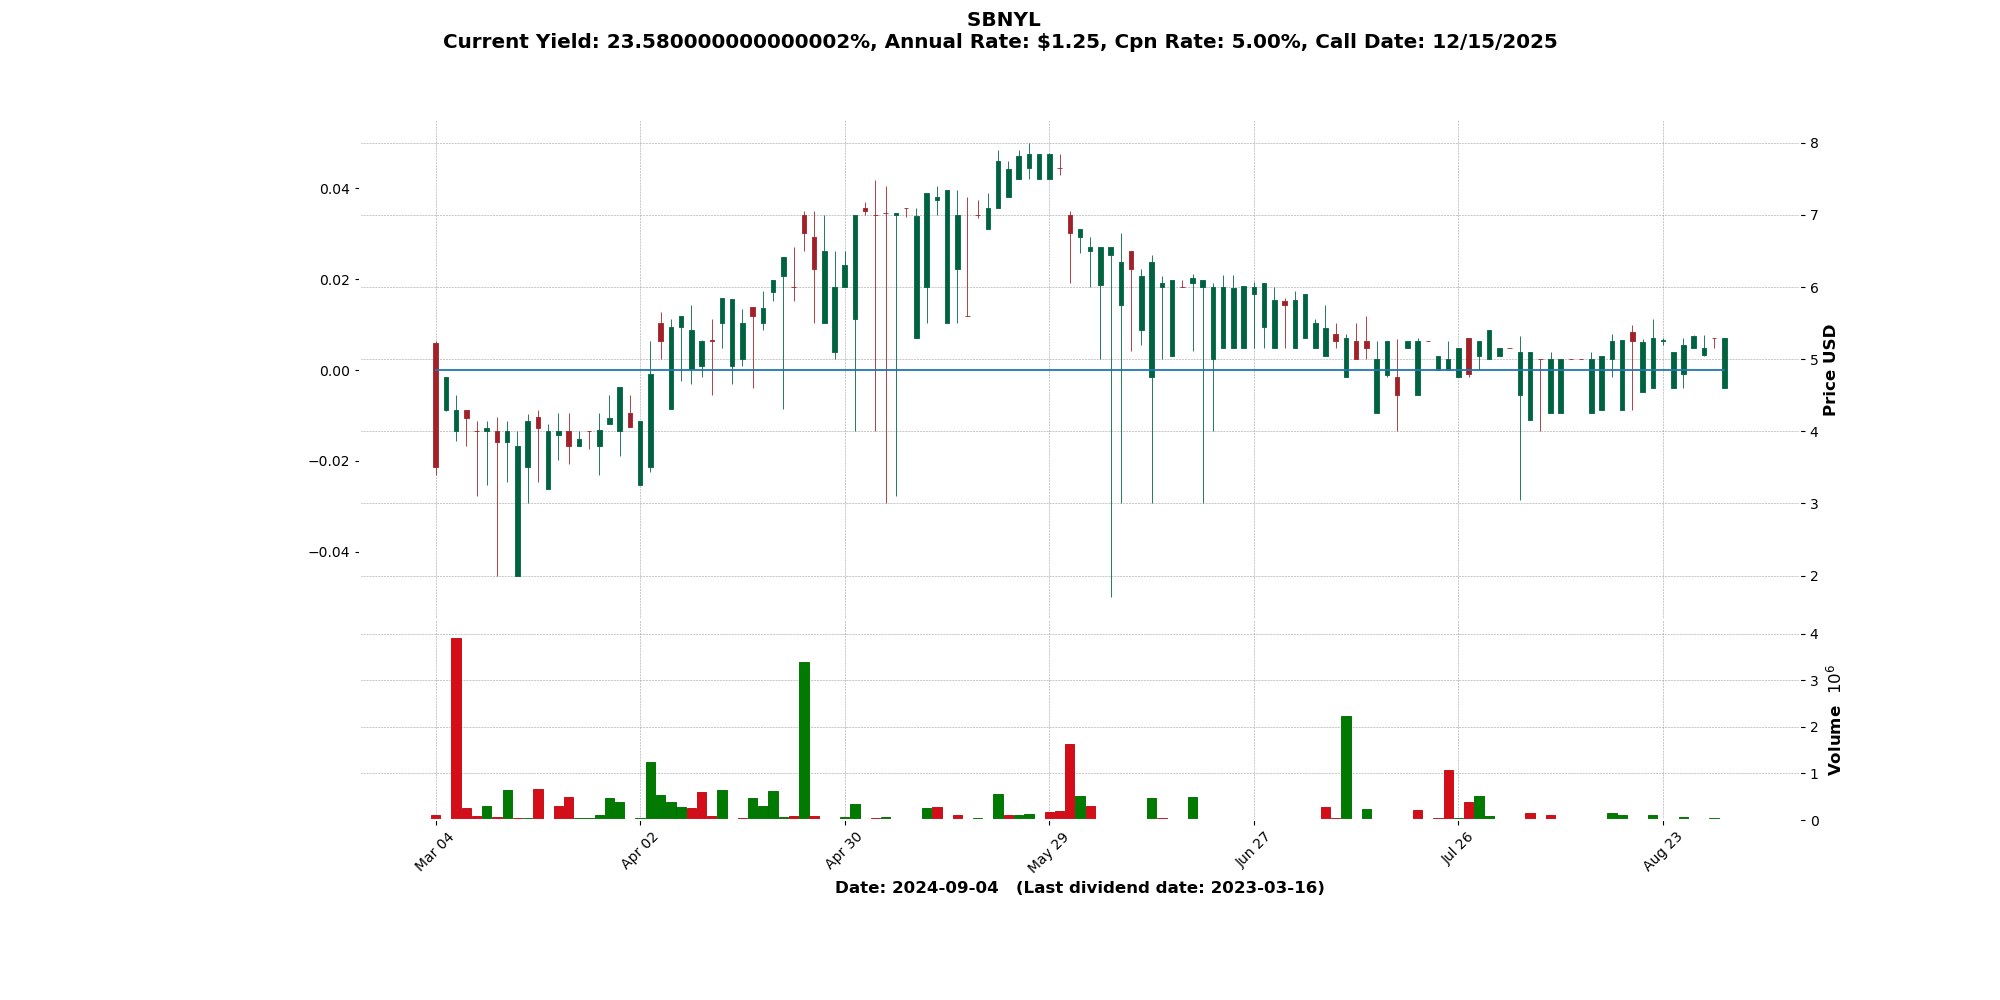 SBNYL
Current Yield: 23.580000000000002%, Annual Rate: $1.25, Cpn Rate: 5.00%, Call Date: 12/15/2025
8
0.04
7
0.02
6
Price USD
5
0.00
4
−0.02
3
−0.04
2
4
3
Volume 10^6
2
1
0
Mar 04
Apr 02
Apr 30
May 29
Jun 27
Jul 26
Aug 23
Date: 2024-09-04 (Last dividend date: 2023-03-16)